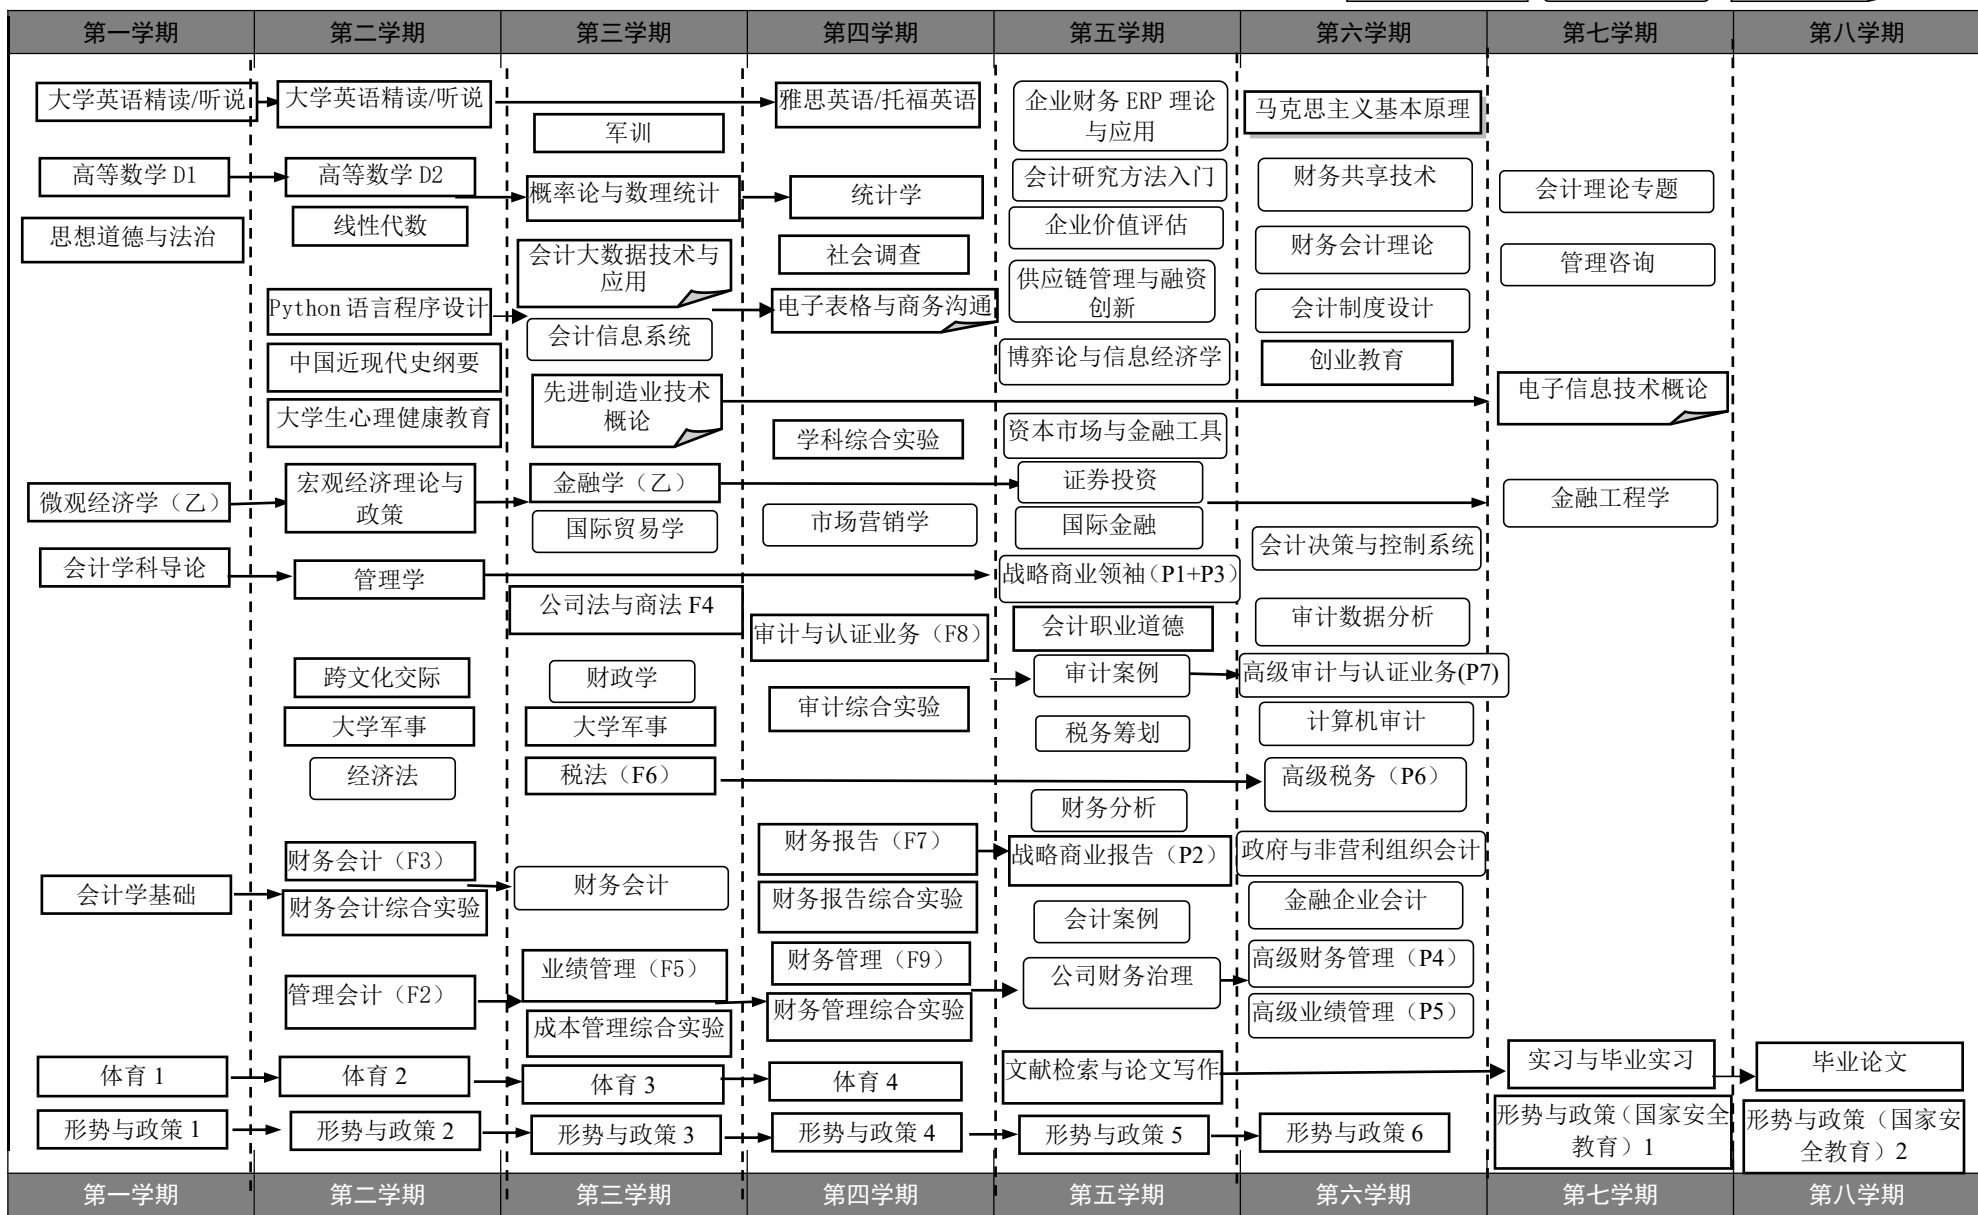 第一学期
第二学期
第三学期
第四学期
第五学期
第六学期
第七学期
第八学期
大学英语精读/听说
高等数学 D1
思想道德与法治
微观经济学（乙）
会计学科导论
会计学基础
体育 1
形势与政策 1
大学英语精读/听说
高等数学 D2
线性代数
Python 语言程序设计
中国近现代史纲要
大学生心理健康教育
宏观经济理论与
政策
管理学
跨文化交际
大学军事
经济法
财务会计（F3）
财务会计综合实验
管理会计（F2）
体育 2
形势与政策 2
军训
概率论与数理统计
会计大数据技术与
应用
会计信息系统
先进制造业技术
概论
金融学（乙）
国际贸易学
公司法与商法 F4
财政学
大学军事
税法（F6）
财务会计
业绩管理（F5）
成本管理综合实验
体育 3
形势与政策 3
雅思英语/托福英语
统计学
社会调查
电子表格与商务沟通
学科综合实验
市场营销学
审计与认证业务（F8）
审计综合实验
财务报告（F7）
财务报告综合实验
财务管理（F9）
财务管理综合实验
体育 4
形势与政策 4
企业财务 ERP 理论
与应用
会计研究方法入门
企业价值评估
供应链管理与融资
创新
博弈论与信息经济学
资本市场与金融工具
证券投资
国际金融
战略商业领袖（P1+P3）
会计职业道德
审计案例
税务筹划
财务分析
战略商业报告（P2）
会计案例
公司财务治理
文献检索与论文写作
形势与政策 5
马克思主义基本原理
财务共享技术
财务会计理论
会计制度设计
创业教育
会计决策与控制系统
审计数据分析
高级审计与认证业务(P7)
计算机审计
高级税务（P6）
政府与非营利组织会计
金融企业会计
高级财务管理（P4）
高级业绩管理（P5）
形势与政策 6
会计理论专题
管理咨询
电子信息技术概论
金融工程学
实习与毕业实习
形势与政策（国家安全
教育）1
毕业论文
形势与政策（国家安
全教育）2
第一学期
第二学期
第三学期
第四学期
第五学期
第六学期
第七学期
第八学期